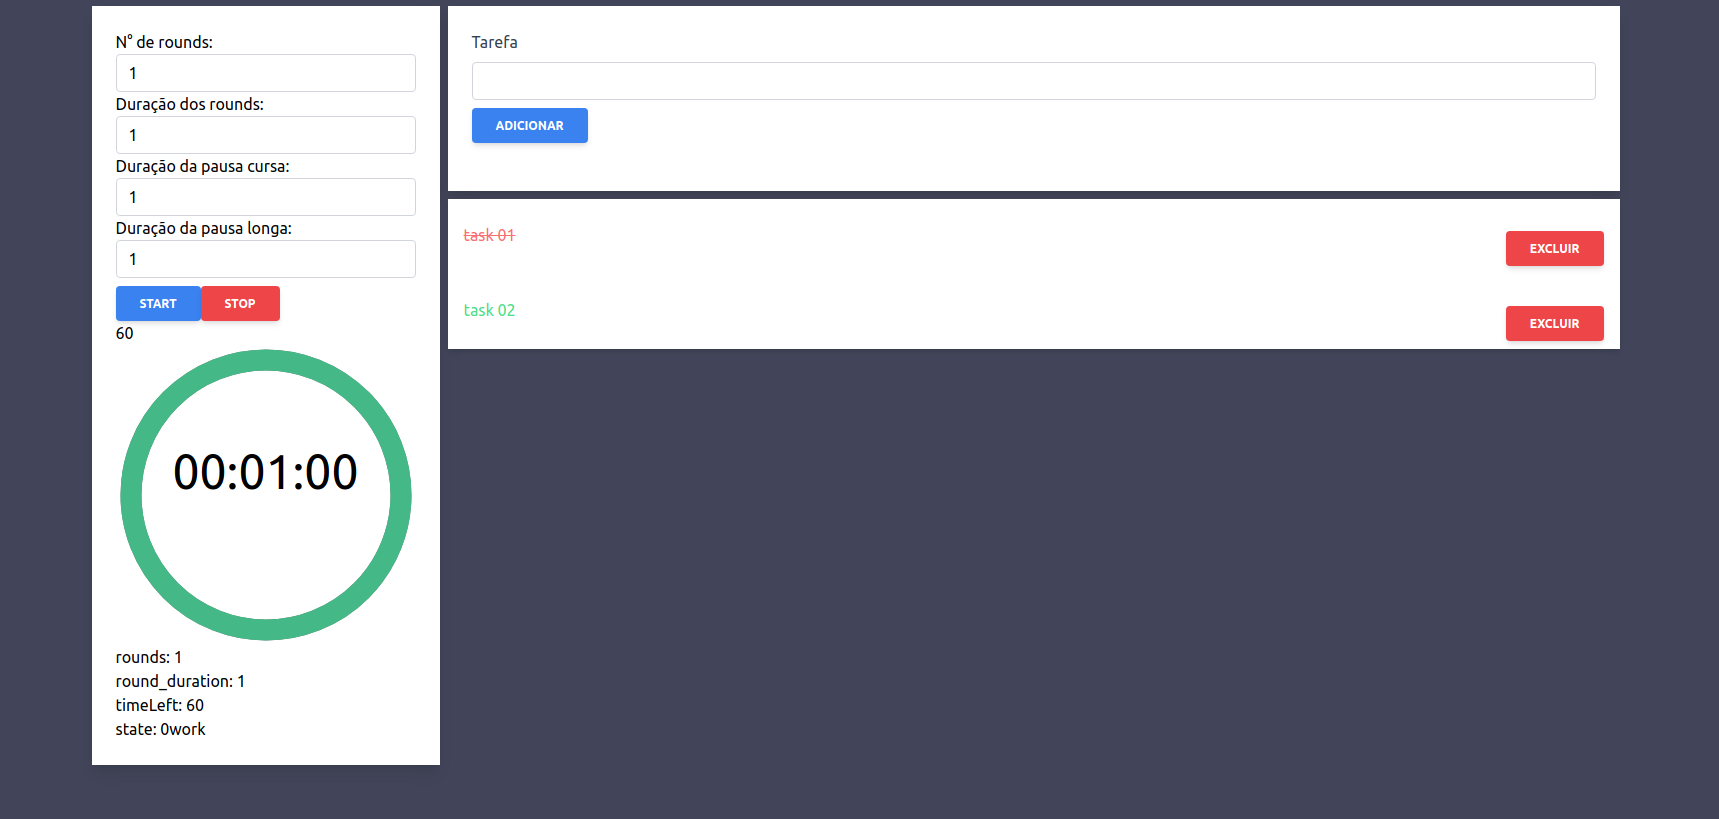 N° de rounds:
1
Duração dos rounds:
1
Duração da pausa cursa:
1
Duração da pausa longa:
1
START STOP
60
00:01:00
rounds: 1
round_duration: 1
timeLeft: 60
state: 0work
Tarefa
ADICIONAR
task 01
EXCLUIR
task 02
EXCLUIR